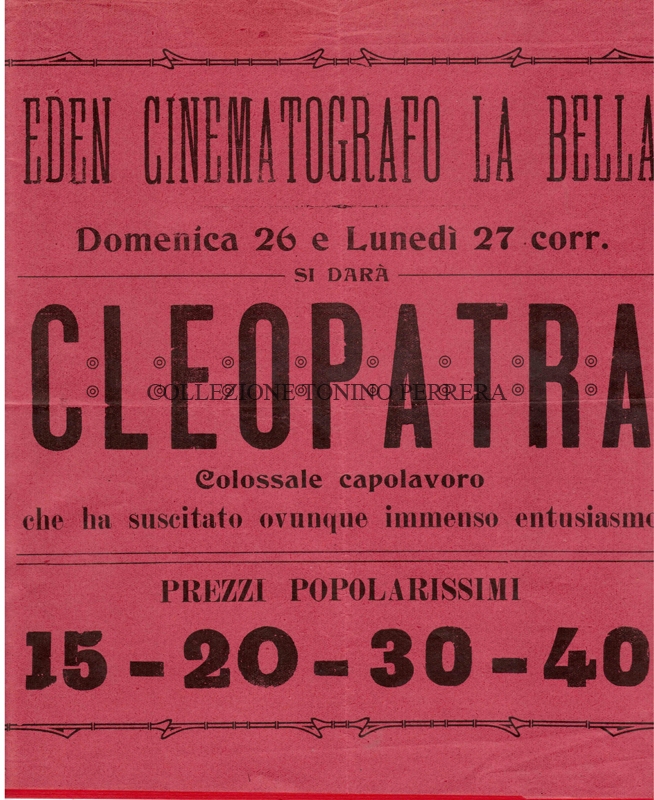 EDEN CINEMATOGRAFO LA BELLA
Domenica 26 e Lunedì 27 corr.
SI DARÀ
CLEOPATRA
COLLEZIONE TONINO PERRERA
Colossale capolavoro
che ha suscitato ovunque immenso entusiasmo
PREZZI POPOLARISSIMI
15 - 20 - 30 - 40